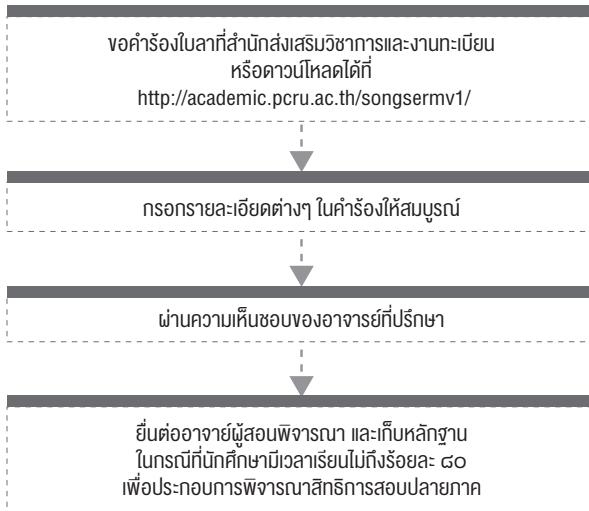 ขอคำร้องใบลาที่สำนักส่งเสริมวิชาการและงานทะเบียน
หรือดาวน์โหลดได้ที่
http://academic.pcru.ac.th/songsermv1/
กรอกรายละเอียดต่างๆ ในคำร้องให้สมบูรณ์
ผ่านความเห็นชอบของอาจารย์ที่ปรึกษา
ยื่นต่ออาจารย์ผู้สอนพิจารณา และเก็บหลักฐาน
ในกรณีที่นักศึกษามีเวลาเรียนไม่ถึงร้อยละ ๘๐
เพื่อประกอบการพิจารณาสิทธิการสอบปลายภาค